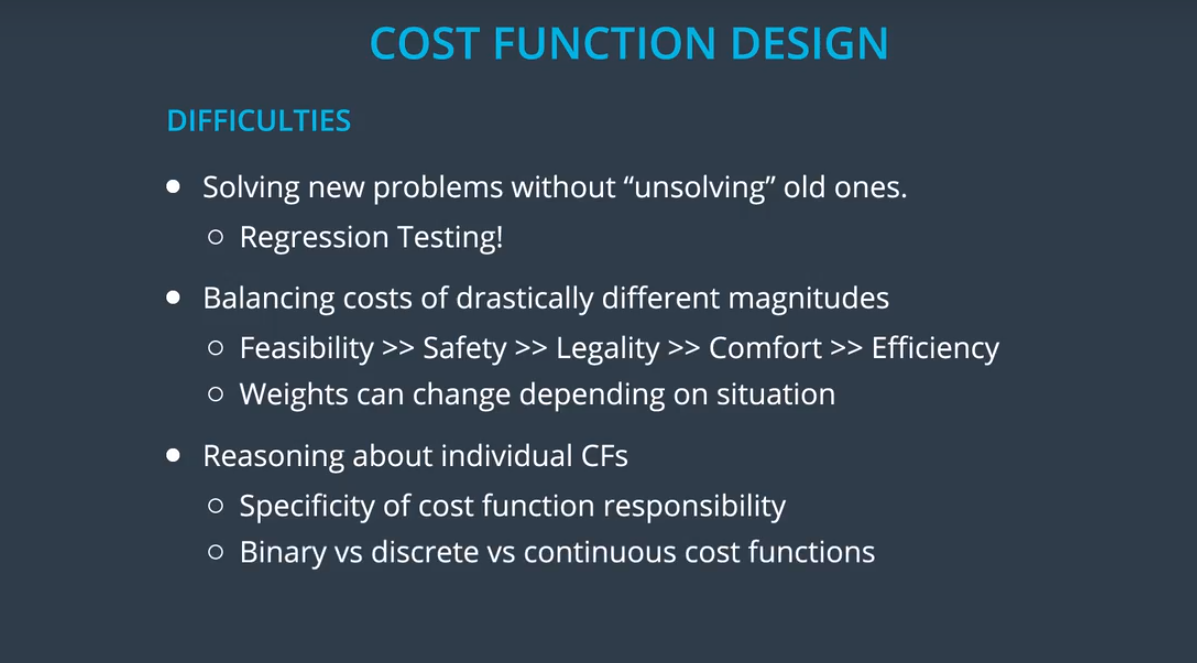 COST FUNCTION DESIGN
DIFFICULTIES
• Solving new problems without “unsolving” old ones.
○ Regression Testing!
• Balancing costs of drastically different magnitudes
○ Feasibility >> Safety >> Legality >> Comfort >> Efficiency
○ Weights can change depending on situation
• Reasoning about individual CFs
○ Specificity of cost function responsibility
○ Binary vs discrete vs continuous cost functions